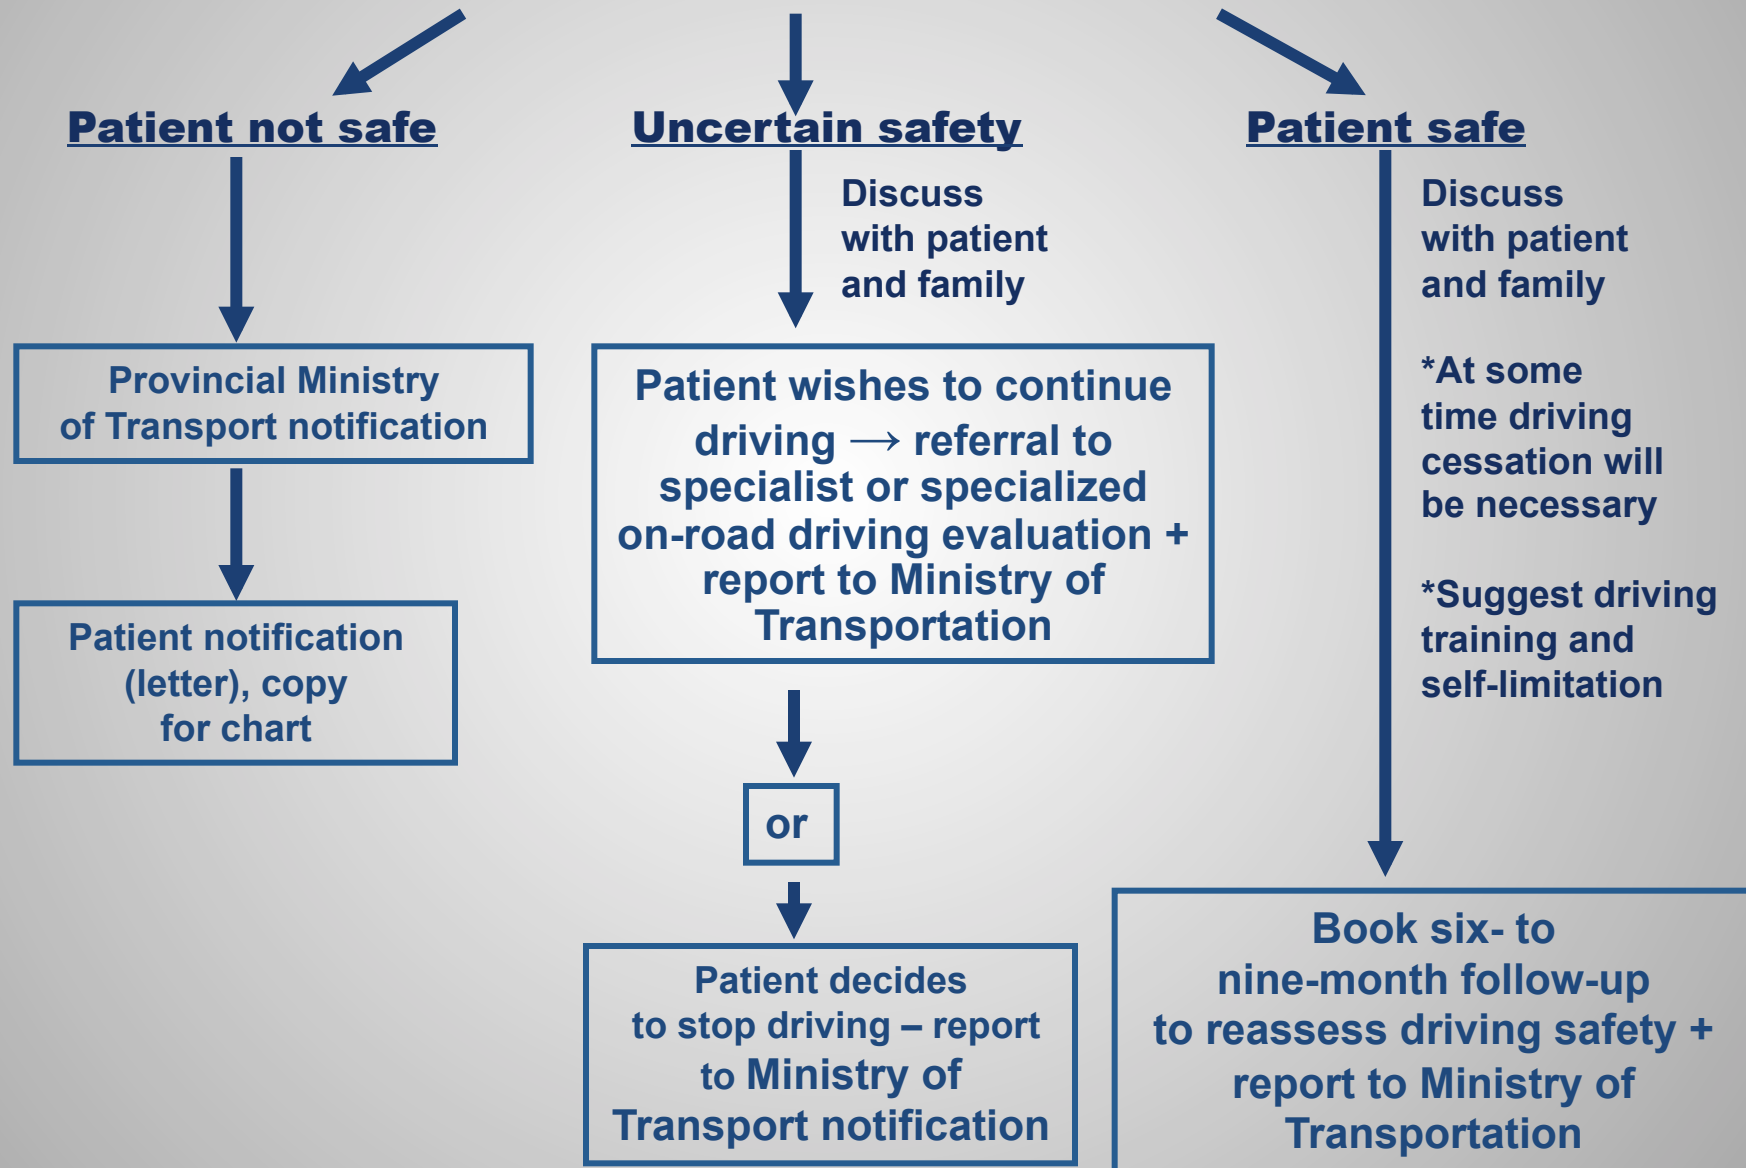 Patient not safe
Provincial Ministry
of Transport notification
Patient notification
(letter), copy
for chart
Uncertain safety
Discuss
with patient
and family
Patient wishes to continue
driving → referral to
specialist or specialized
on-road driving evaluation +
report to Ministry of
Transportation
or
Patient decides
to stop driving – report
to Ministry of
Transport notification
Patient safe
Discuss
with patient
and family
*At some
time driving
cessation will
be necessary
*Suggest driving
training and
self-limitation
Book six- to
nine-month follow-up
to reassess driving safety +
report to Ministry of
Transportation